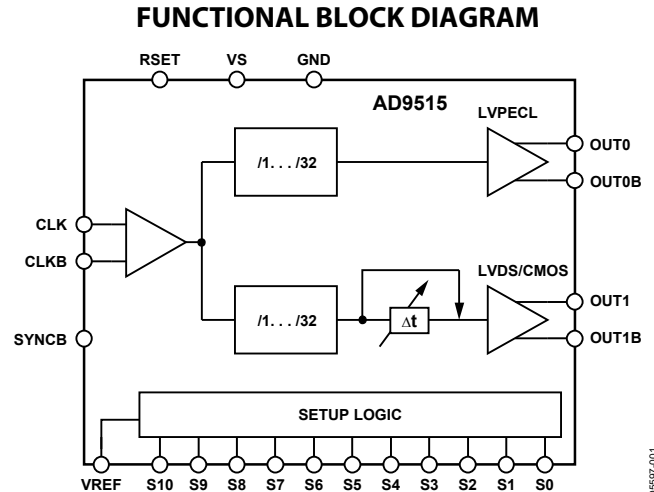 FUNCTIONAL BLOCK DIAGRAM
RSET VS GND
AD9515
LVPECL
/1. . . /32
OUT0
OUT0B
CLK
CLKB
LVDS/CMOS
/1. . . /32
Δt
OUT1
OUT1B
SYNCB
SETUP LOGIC
VREF S10 S9 S8 S7 S6 S5 S4 S3 S2 S1 S0